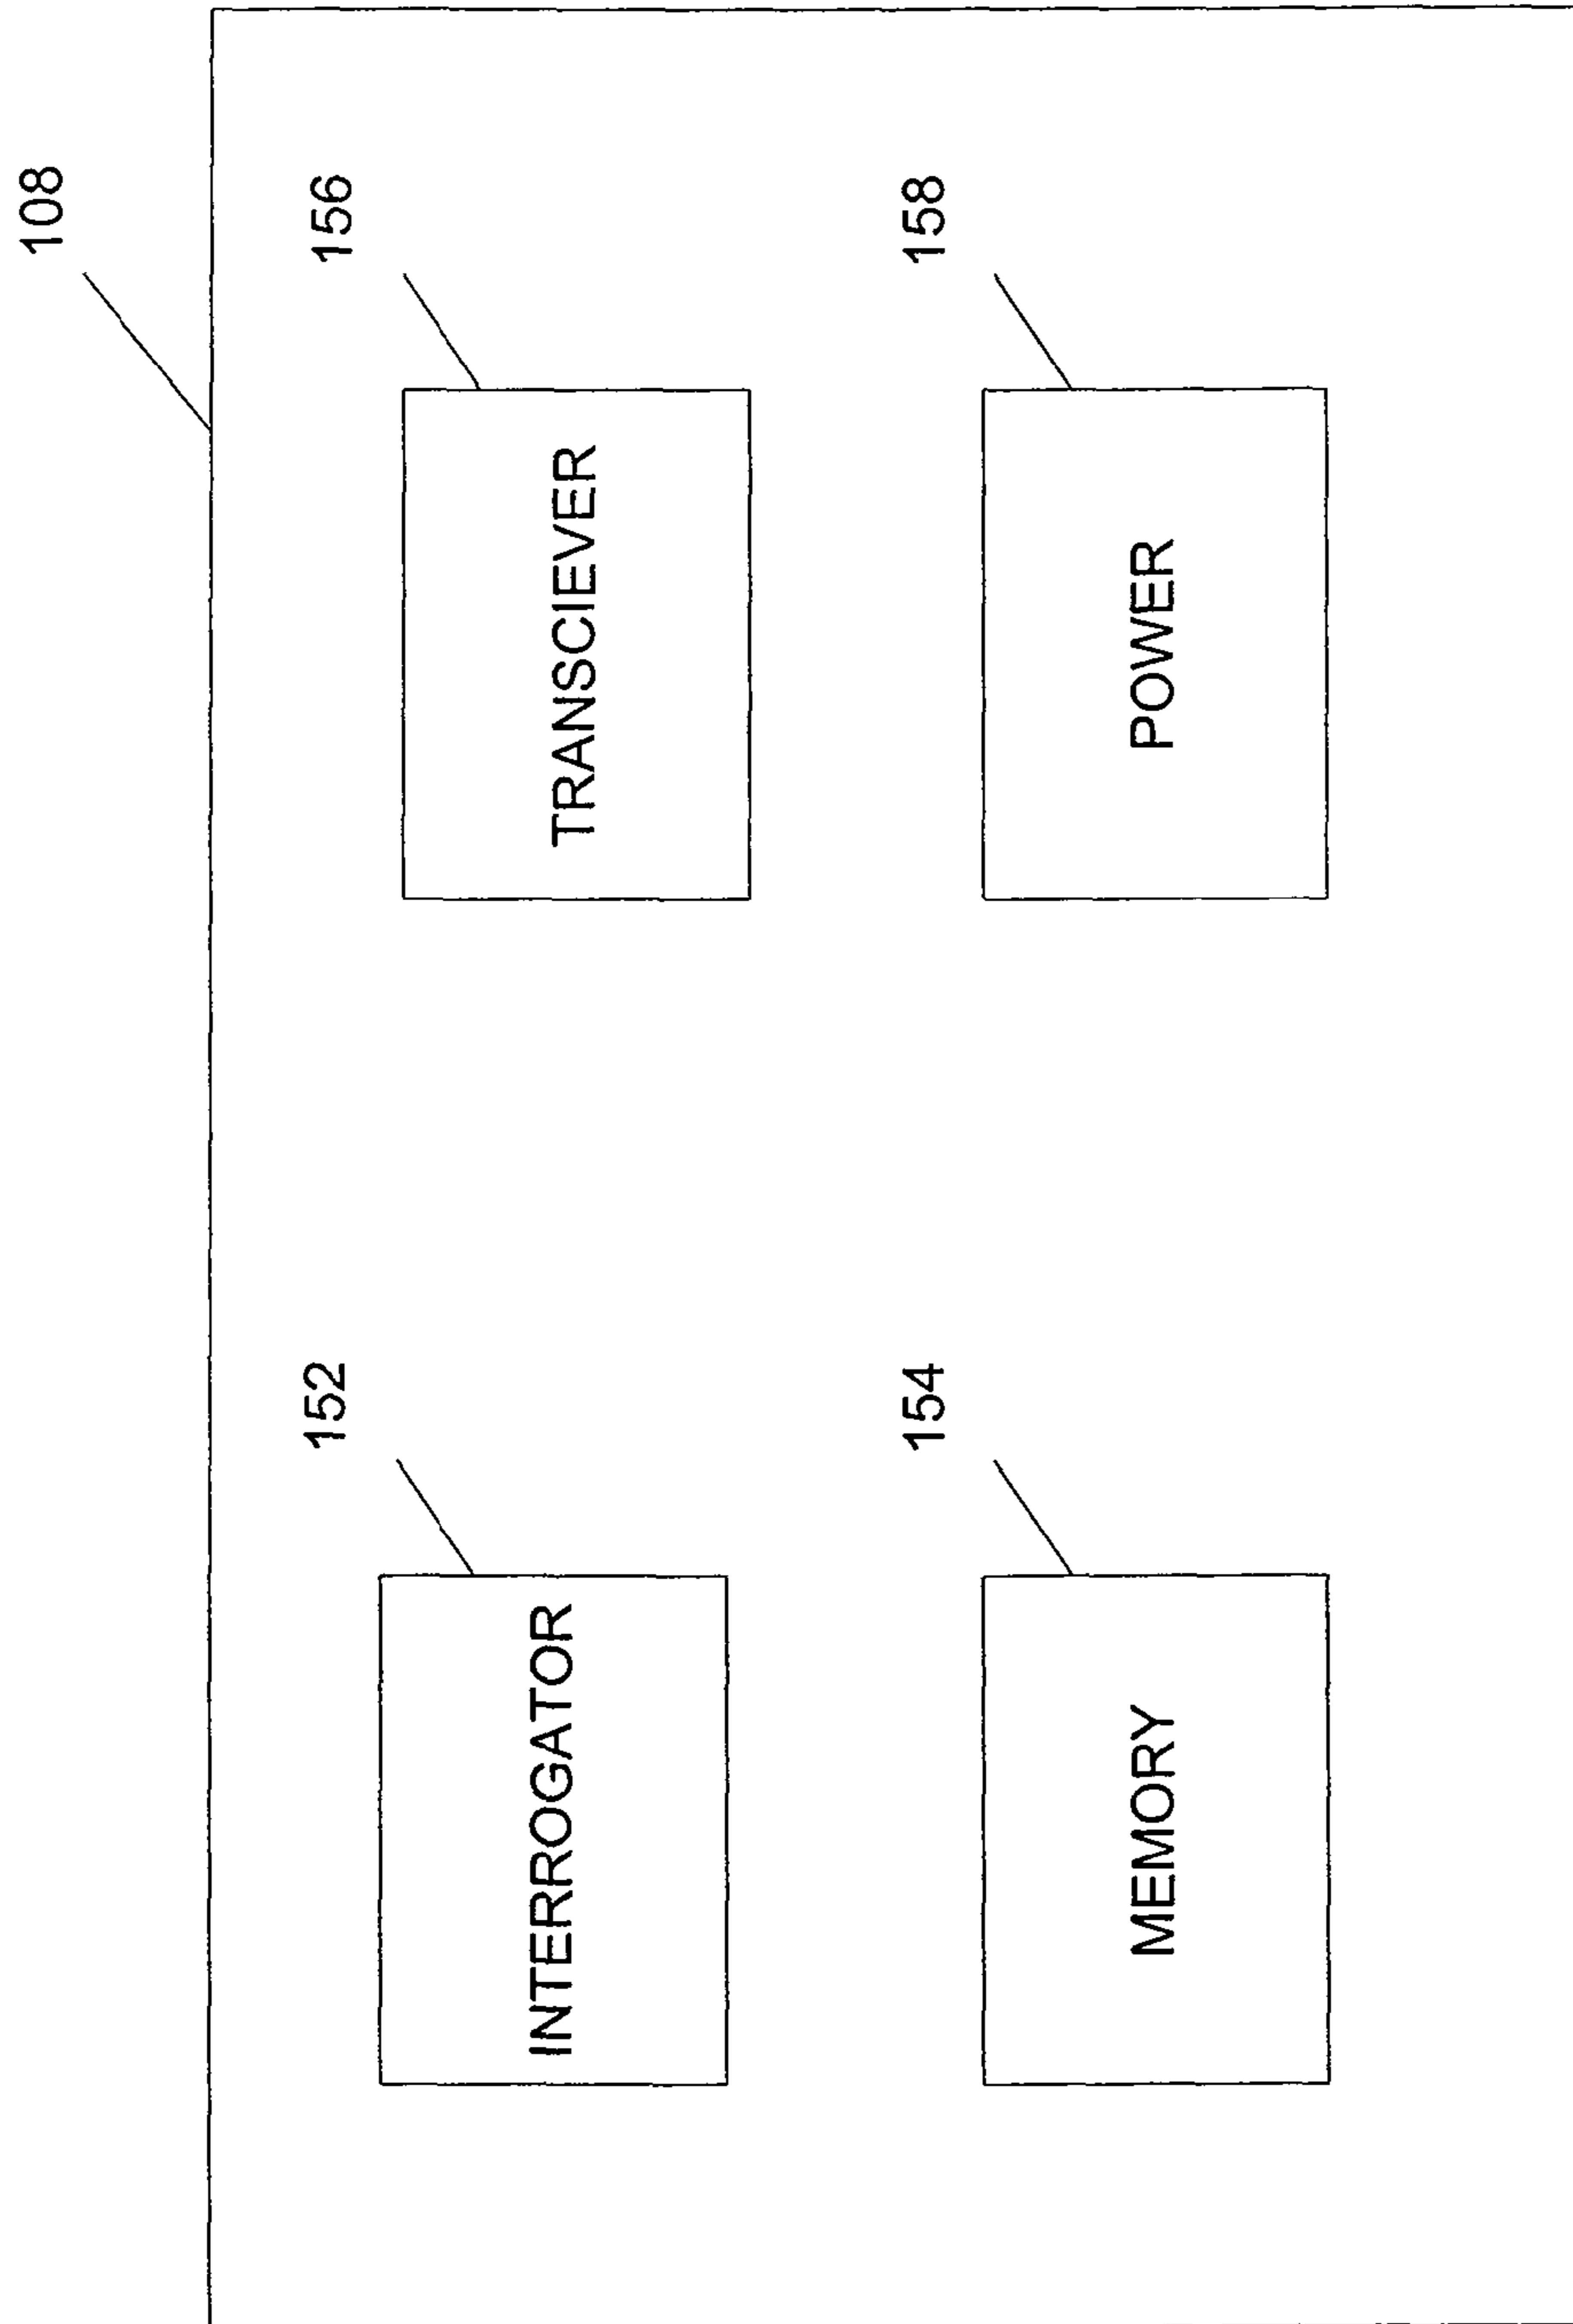 108
152
156
INTERROGATOR
TRANSCIEVER
154
158
MEMORY
POWER